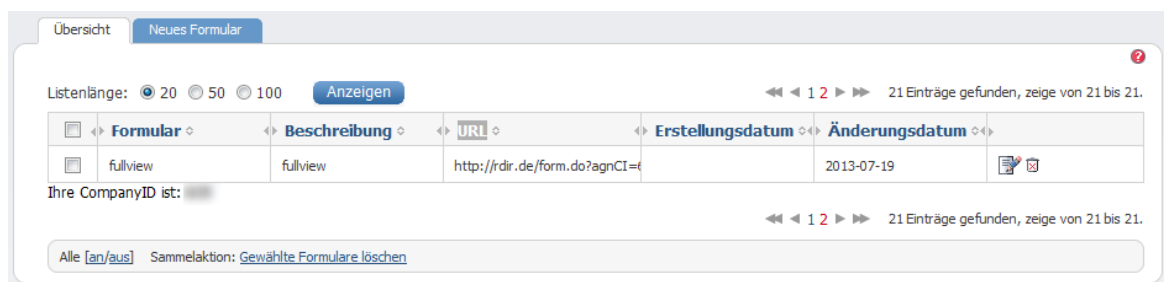 Übersicht Neues Formular
Listenlänge: 20 50 100 Anzeigen 1 2 21 Einträge gefunden, zeige von 21 bis 21.
Formular Beschreibung URL Erstellungsdatum Änderungsdatum
fullview fullview http://rdir.de/form.do?agnCI= 2013-07-19
Ihre CompanyID ist:
1 2 21 Einträge gefunden, zeige von 21 bis 21.
Alle [an/aus] Sammelaktion: Gewählte Formulare löschen